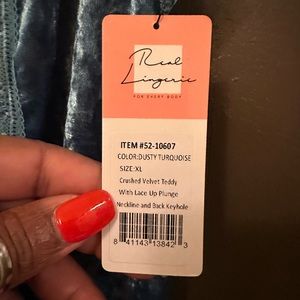 Real
Lingerie
FOR EVERY BODY
ITEM #52-10607
COLOR:DUSTY TURQUOISE
SIZE:XL
Crushed Velvet Teddy
With Lace Up Plunge
Neckline and Back Keyhole
8 41143 13842 3